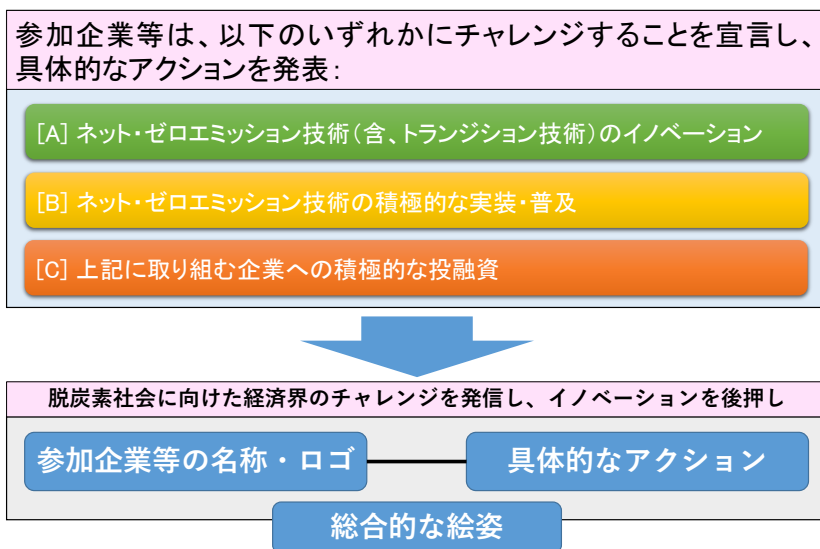 参加企業等は、以下のいずれかにチャレンジすることを宣言し、
具体的なアクションを発表：
[A] ネット・ゼロエミッション技術（含、トランジション技術）のイノベーション
[B] ネット・ゼロエミッション技術の積極的な実装・普及
[C] 上記に取り組む企業への積極的な投融資
脱炭素社会に向けた経済界のチャレンジを発信し、イノベーションを後押し
参加企業等の名称・ロゴ
具体的なアクション
総合的な絵姿